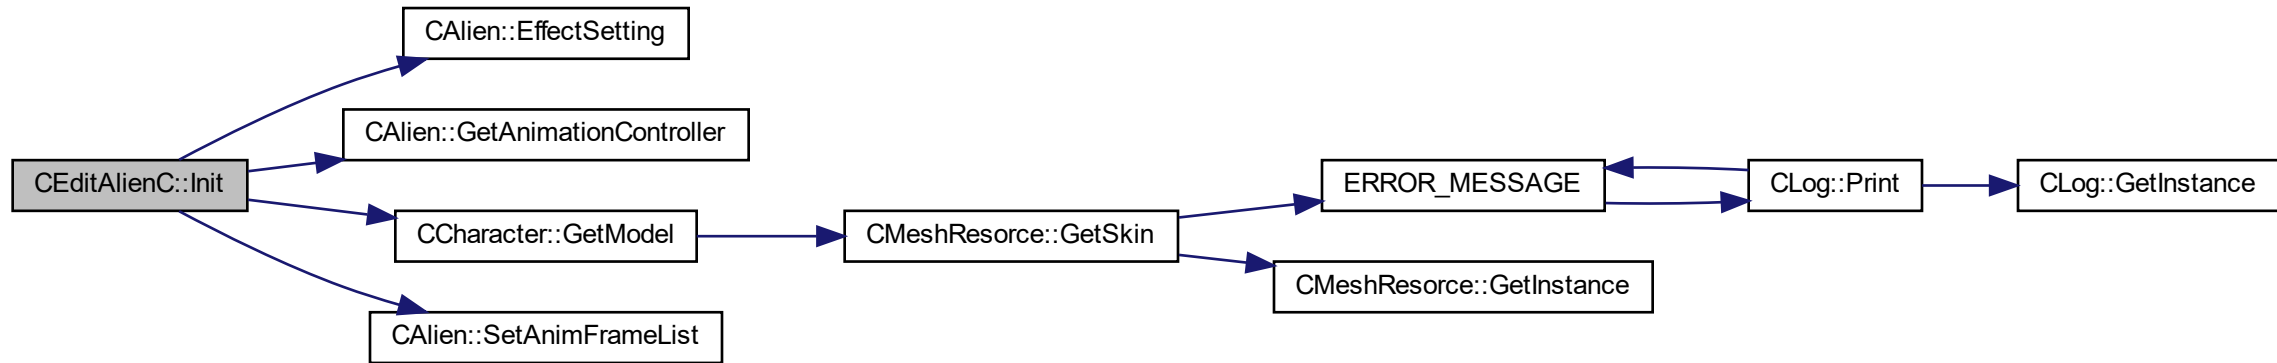 CEditAlienC::Init
CAlien::EffectSetting
CAlien::GetAnimationController
CCharacter::GetModel
CAlien::SetAnimFrameList
CMeshResorce::GetSkin
ERROR_MESSAGE
CMeshResorce::GetInstance
CLog::Print
CLog::GetInstance